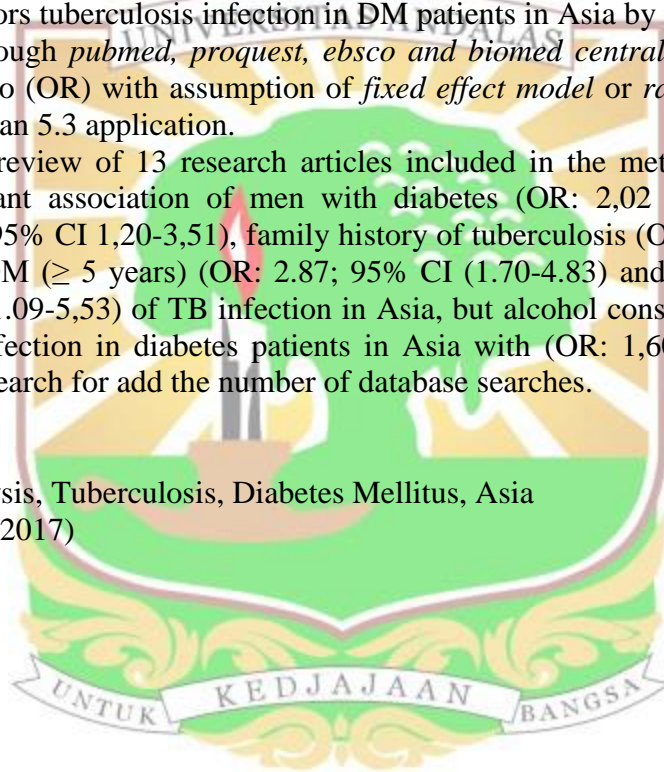 ors tuberculosis infection in DM patients in Asia by
UNIVERSITAS ANDALAS
ough pubmed, proquest, ebsco and biomed central
o (OR) with assumption of fixed effect model or ra
an 5.3 application.
review of 13 research articles included in the met
ant association of men with diabetes (OR: 2,02
95% CI 1,20-3,51), family history of tuberculosis (O
M (≥ 5 years) (OR: 2.87; 95% CI (1.70-4.83) and
1.09-5,53) of TB infection in Asia, but alcohol cons
fection in diabetes patients in Asia with (OR: 1,60
earch for add the number of database searches.
sis, Tuberculosis, Diabetes Mellitus, Asia
2017)
UNTUK KEDJAJAAN BANGSA